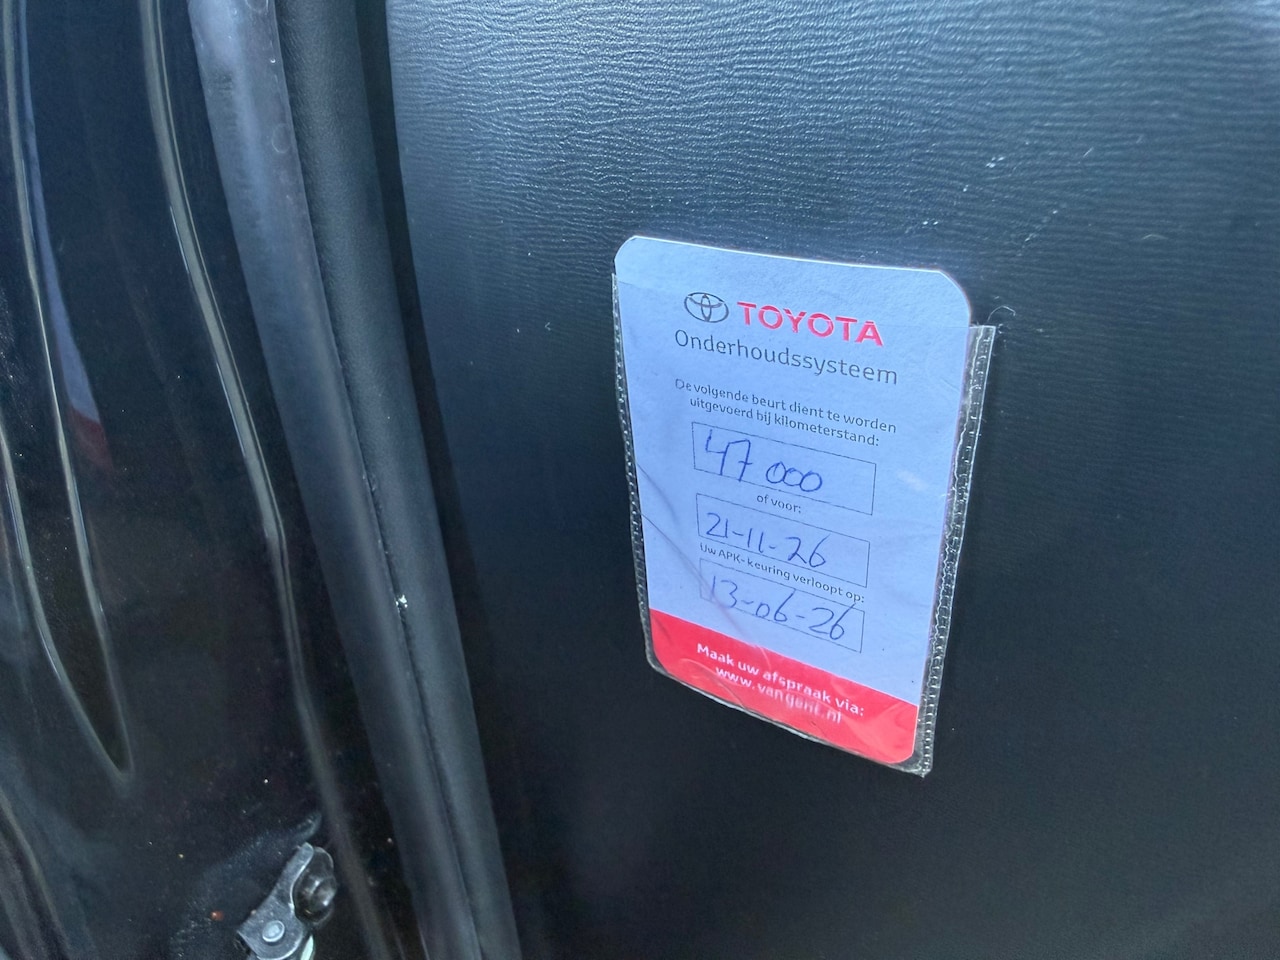 TOYOTA
Onderhoudssysteem
De volgende beurt dient te worden
uitgevoerd bij kilometerstand:
47 000
of voor:
21-11-26
Uw APK-keuring verloopt op:
13-06-26
Maak uw afspraak via:
www.vangent.nl